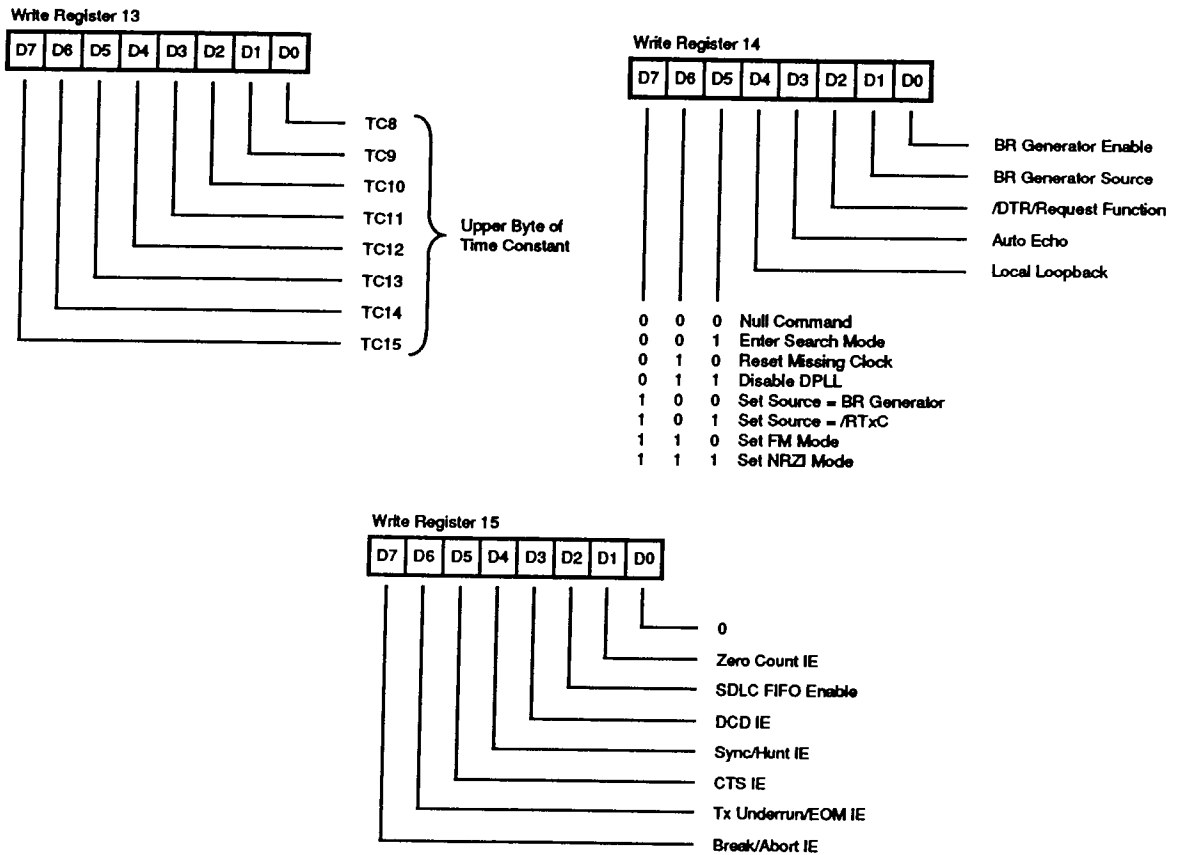 Write Register 13
D7 D6 D5 D4 D3 D2 D1 D0
TC8
TC9
TC10
TC11
TC12
TC13
TC14
TC15
Upper Byte of
Time Constant
Write Register 14
D7 D6 D5 D4 D3 D2 D1 D0
BR Generator Enable
BR Generator Source
/DTR/Request Function
Auto Echo
Local Loopback
0 0 0 Null Command
0 0 1 Enter Search Mode
0 1 0 Reset Missing Clock
0 1 1 Disable DPLL
1 0 0 Set Source = BR Generator
1 0 1 Set Source = /RTxC
1 1 0 Set FM Mode
1 1 1 Set NRZI Mode
Write Register 15
D7 D6 D5 D4 D3 D2 D1 D0
0
Zero Count IE
SDLC FIFO Enable
DCD IE
Sync/Hunt IE
CTS IE
Tx Underrun/EOM IE
Break/Abort IE